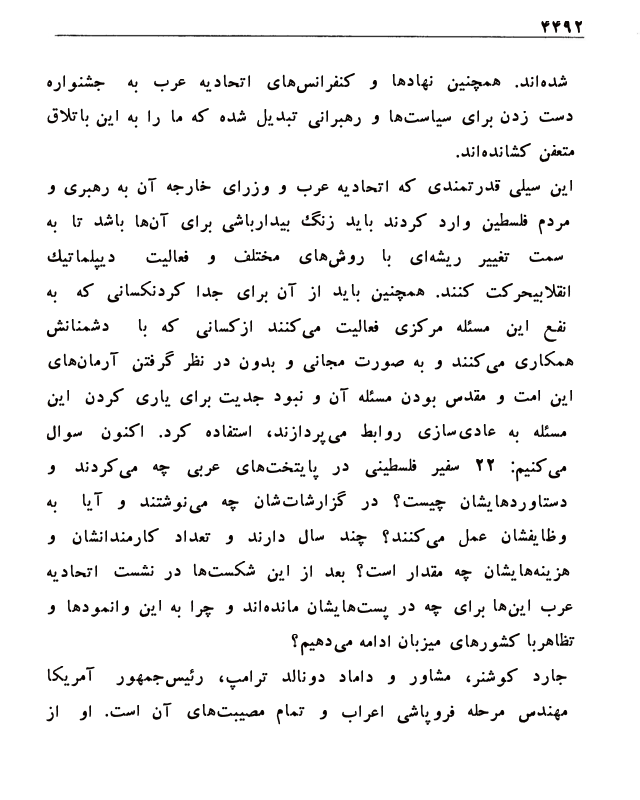 ۴۴۹۲
شده‌اند. همچنین نهادها و کنفرانس‌های اتحادیه عرب به جشنواره
دست زدن برای سیاست‌ها و رهبرانی تبدیل شده که ما را به این باتلاق
متعفن کشانده‌اند.
این سیلی قدرتمندی که اتحادیه عرب و وزرای خارجه آن به رهبری و
مردم فلسطین وارد کردند باید زنگ بیدارباشی برای آن‌ها باشد تا به
سمت تغییر ریشه‌ای با روش‌های مختلف و فعالیت دیپلماتیك
انقلابیحرکت کنند. همچنین باید از آن برای جدا کردنکسانی که به
نفع این مسئله مرکزی فعالیت می‌کنند ازکسانی که با دشمنانش
همکاری می‌کنند و به صورت مجانی و بدون در نظر گرفتن آرمان‌های
این امت و مقدس بودن مسئله آن و نبود جدیت برای یاری کردن این
مسئله به عادی‌سازی روابط می‌پردازند، استفاده کرد. اکنون سوال
می‌کنیم: ۲۲ سفیر فلسطینی در پایتخت‌های عربی چه می‌کردند و
دستاوردهایشان چیست؟ در گزارشات‌شان چه می‌نوشتند و آیا به
وظایفشان عمل می‌کنند؟ چند سال دارند و تعداد کارمندانشان و
هزینه‌هایشان چه مقدار است؟ بعد از این شکست‌ها در نشست اتحادیه
عرب این‌ها برای چه در پست‌هایشان مانده‌اند و چرا به این وانمودها و
تظاهربا کشورهای میزبان ادامه می‌دهیم؟
جارد کوشنر، مشاور و داماد دونالد ترامپ، رئیس‌جمهور آمریکا
مهندس مرحله فروپاشی اعراب و تمام مصیبت‌های آن است. او از